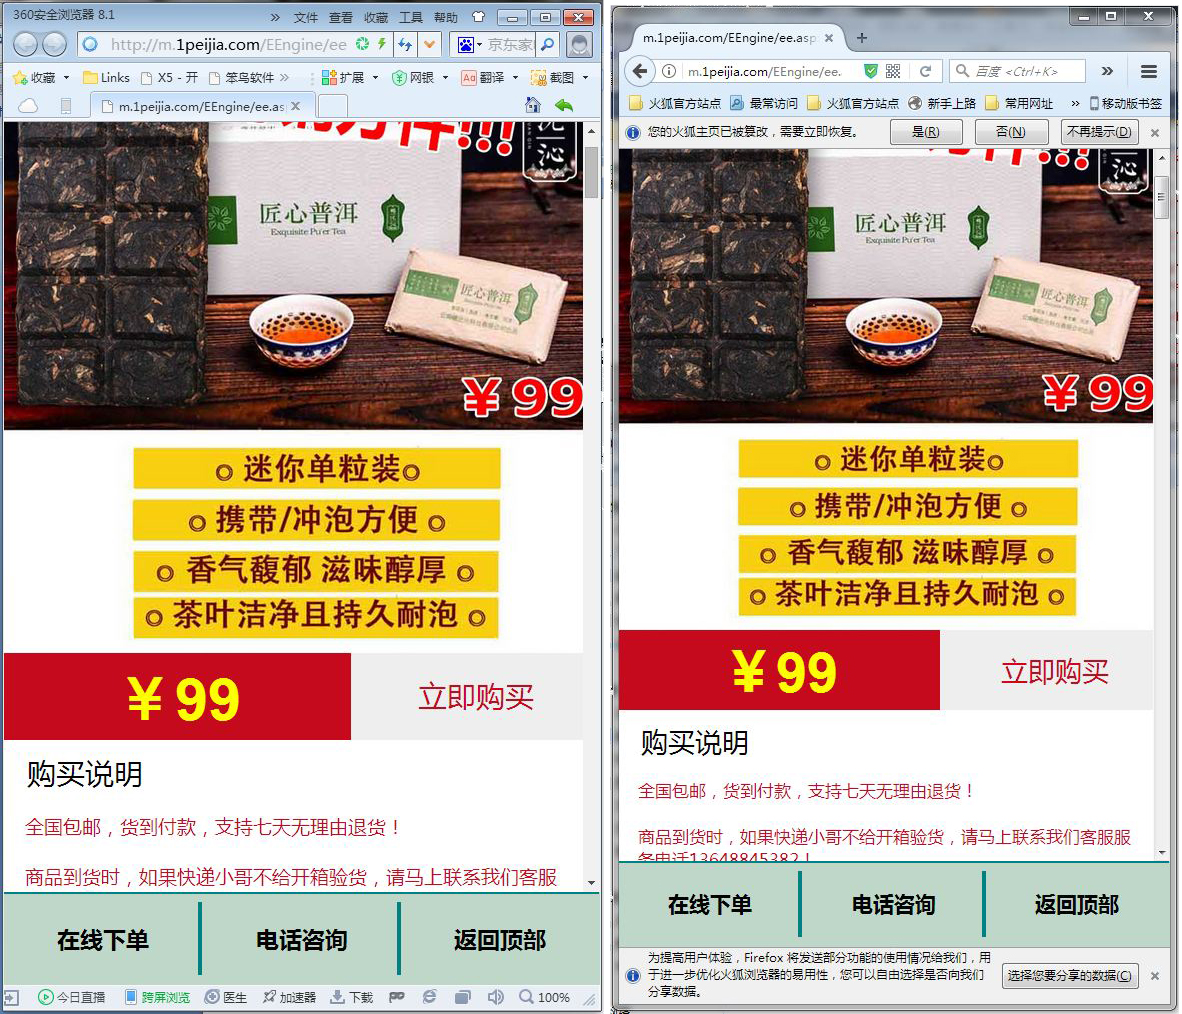 360安全浏览器 8.1
» 文件 查看 收藏 工具 帮助
http://m.1peijia.com/EEngine/ee
京东家
收藏 Links X5 - 开 笨鸟软件 » 扩展 网银 翻译 截图 »
m.1peijia.com/EEngine/ee.as
沁
匠心普洱
Exquisite Pu'er Tea
匠心普洱
¥99
迷你单粒装
携带/冲泡方便
香气馥郁 滋味醇厚
茶叶洁净且持久耐泡
¥99
立即购买
购买说明
全国包邮，货到付款，支持七天无理由退货！
商品到货时，如果快递小哥不给开箱验货，请马上联系我们客服
在线下单
电话咨询
返回顶部
今日直播 跨屏浏览 医生 加速器 下载 100%
m.1peijia.com/EEngine/ee.asp
m.1peijia.com/EEngine/ee.
百度 <Ctrl+K>
»
火狐官方站点 最常访问 火狐官方站点 新手上路 常用网址 » 移动版书签
您的火狐主页已被篡改，需要立即恢复。
是(R)
否(N)
不再提示(D)
沁
匠心普洱
Exquisite Pu'er Tea
匠心普洱
¥99
迷你单粒装
携带/冲泡方便
香气馥郁 滋味醇厚
茶叶洁净且持久耐泡
¥99
立即购买
购买说明
全国包邮，货到付款，支持七天无理由退货！
商品到货时，如果快递小哥不给开箱验货，请马上联系我们客服服
务电话13648845382！
在线下单
电话咨询
返回顶部
为提高用户体验，Firefox 将发送部分功能的使用情况给我们，用
于进一步优化火狐浏览器的易用性，您可以自由选择是否向我们
分享数据。
选择您要分享的数据(C)